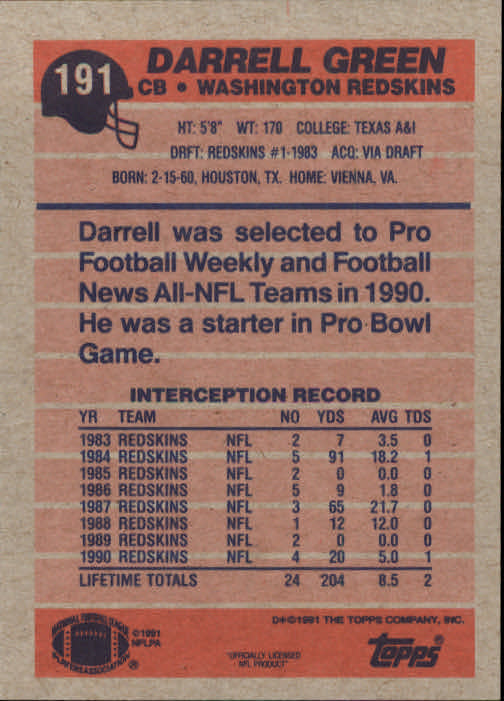 191
DARRELL GREEN
CB • WASHINGTON REDSKINS
HT: 5'8" WT: 170 COLLEGE: TEXAS A&I
DRFT: REDSKINS #1-1983 ACQ: VIA DRAFT
BORN: 2-15-60, HOUSTON, TX. HOME: VIENNA, VA.
Darrell was selected to Pro
Football Weekly and Football
News All-NFL Teams in 1990.
He was a starter in Pro Bowl
Game.
INTERCEPTION RECORD
YR TEAM NO YDS AVG TDS
1983 REDSKINS NFL 2 7 3.5 0
1984 REDSKINS NFL 5 91 18.2 1
1985 REDSKINS NFL 2 0 0.0 0
1986 REDSKINS NFL 5 9 1.8 0
1987 REDSKINS NFL 3 65 21.7 0
1988 REDSKINS NFL 1 12 12.0 0
1989 REDSKINS NFL 2 0 0.0 0
1990 REDSKINS NFL 4 20 5.0 1
LIFETIME TOTALS 24 204 8.5 2
D*©1991 THE TOPPS COMPANY, INC.
NATIONAL FOOTBALL LEAGUE
PLAYERS ASSOCIATION
®
©1991
NFLPA
"OFFICIALLY LICENSED
NFL PRODUCT"
topps®